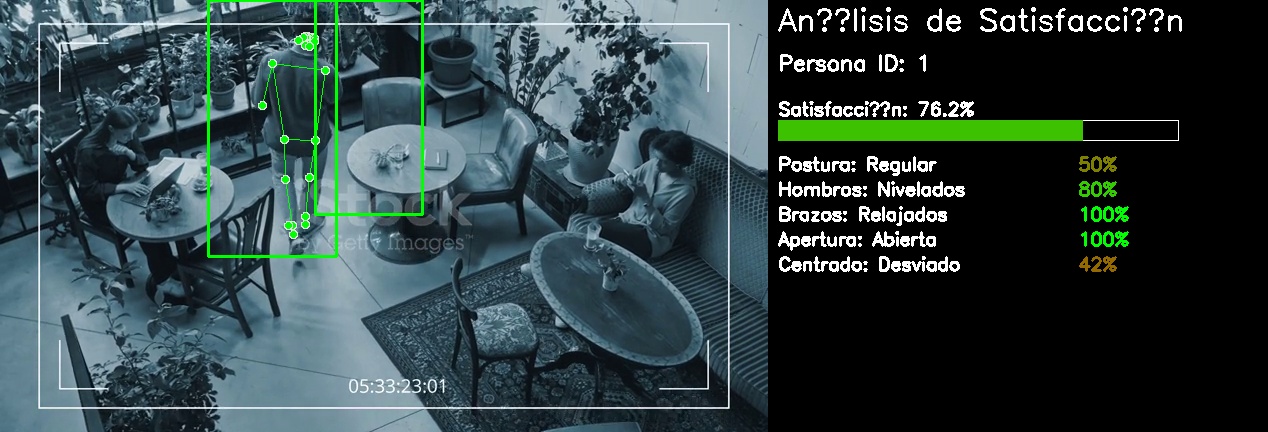 iStock
by Getty Images™
05:33:23:01
An??lisis de Satisfacci??n
Persona ID: 1
Satisfacci??n: 76.2%
Postura: Regular 50%
Hombros: Nivelados 80%
Brazos: Relajados 100%
Apertura: Abierta 100%
Centrado: Desviado 42%